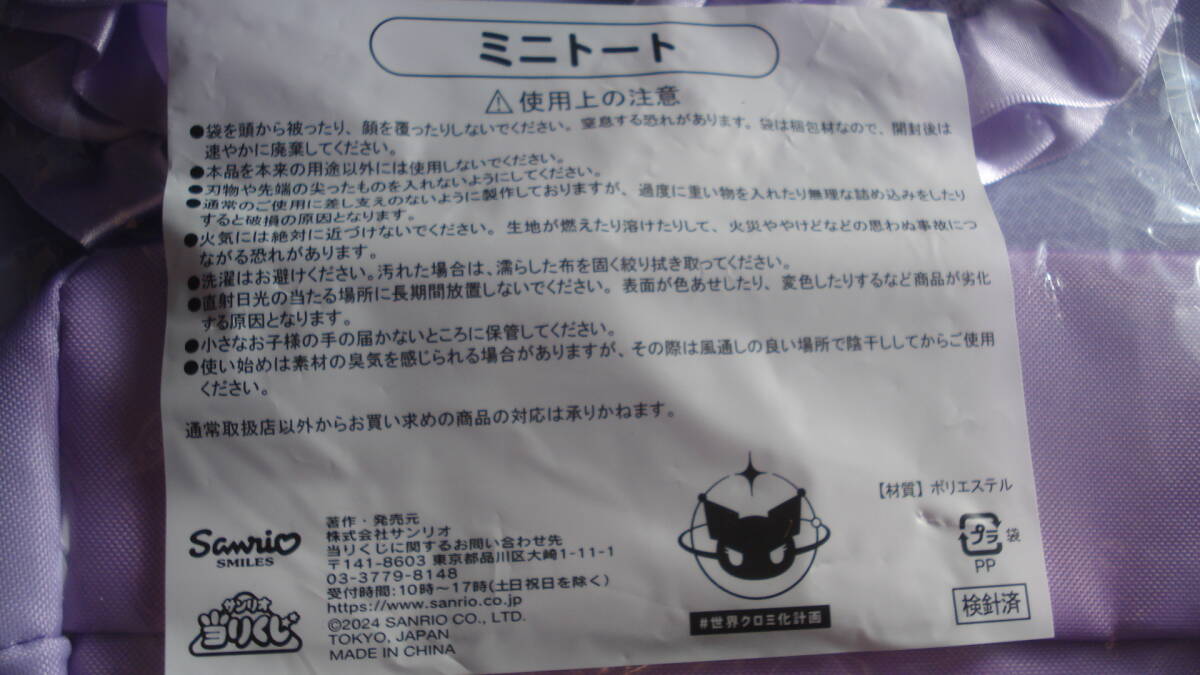 ミニトート
⚠使用上の注意
●袋を頭から被ったり、顔を覆ったりしないでください。窒息する恐れがあります。袋は梱包材なので、開封後は
速やかに廃棄してください。
●本品を本来の用途以外には使用しないでください。
●刃物や先端の尖ったものを入れないようにしてください。
●通常のご使用に差し支えのないように製作しておりますが、過度に重い物を入れたり無理な詰め込みをしたり
すると破損の原因となります。
●火気には絶対に近づけないでください。生地が燃えたり溶けたりして、火災ややけどなどの思わぬ事故につ
ながる恐れがあります。
●洗濯はお避けください。汚れた場合は、濡らした布を固く絞り拭き取ってください。
●直射日光の当たる場所に長期間放置しないでください。表面が色あせしたり、変色したりするなど商品が劣化
する原因となります。
●小さなお子様の手の届かないところに保管してください。
●使い始めは素材の臭気を感じられる場合がありますが、その際は風通しの良い場所で陰干ししてからご使用
ください。
通常取扱店以外からお買い求めの商品の対応は承りかねます。
Sanrio
SMILES
サンリオ
当りくじ
著作・発売元
株式会社サンリオ
当りくじに関するお問い合わせ先
〒141-8603 東京都品川区大崎1-11-1
03-3779-8148
受付時間:10時～17時(土日祝日を除く)
https://www.sanrio.co.jp
©2024 SANRIO CO., LTD.
TOKYO, JAPAN
MADE IN CHINA
#世界クロミ化計画
【材質】ポリエステル
プラ 袋
PP
検針済